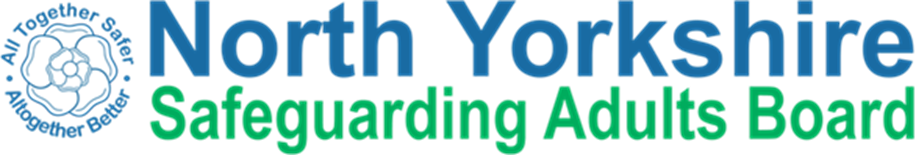 All Together Safer
Altogether Better
North Yorkshire
Safeguarding Adults Board